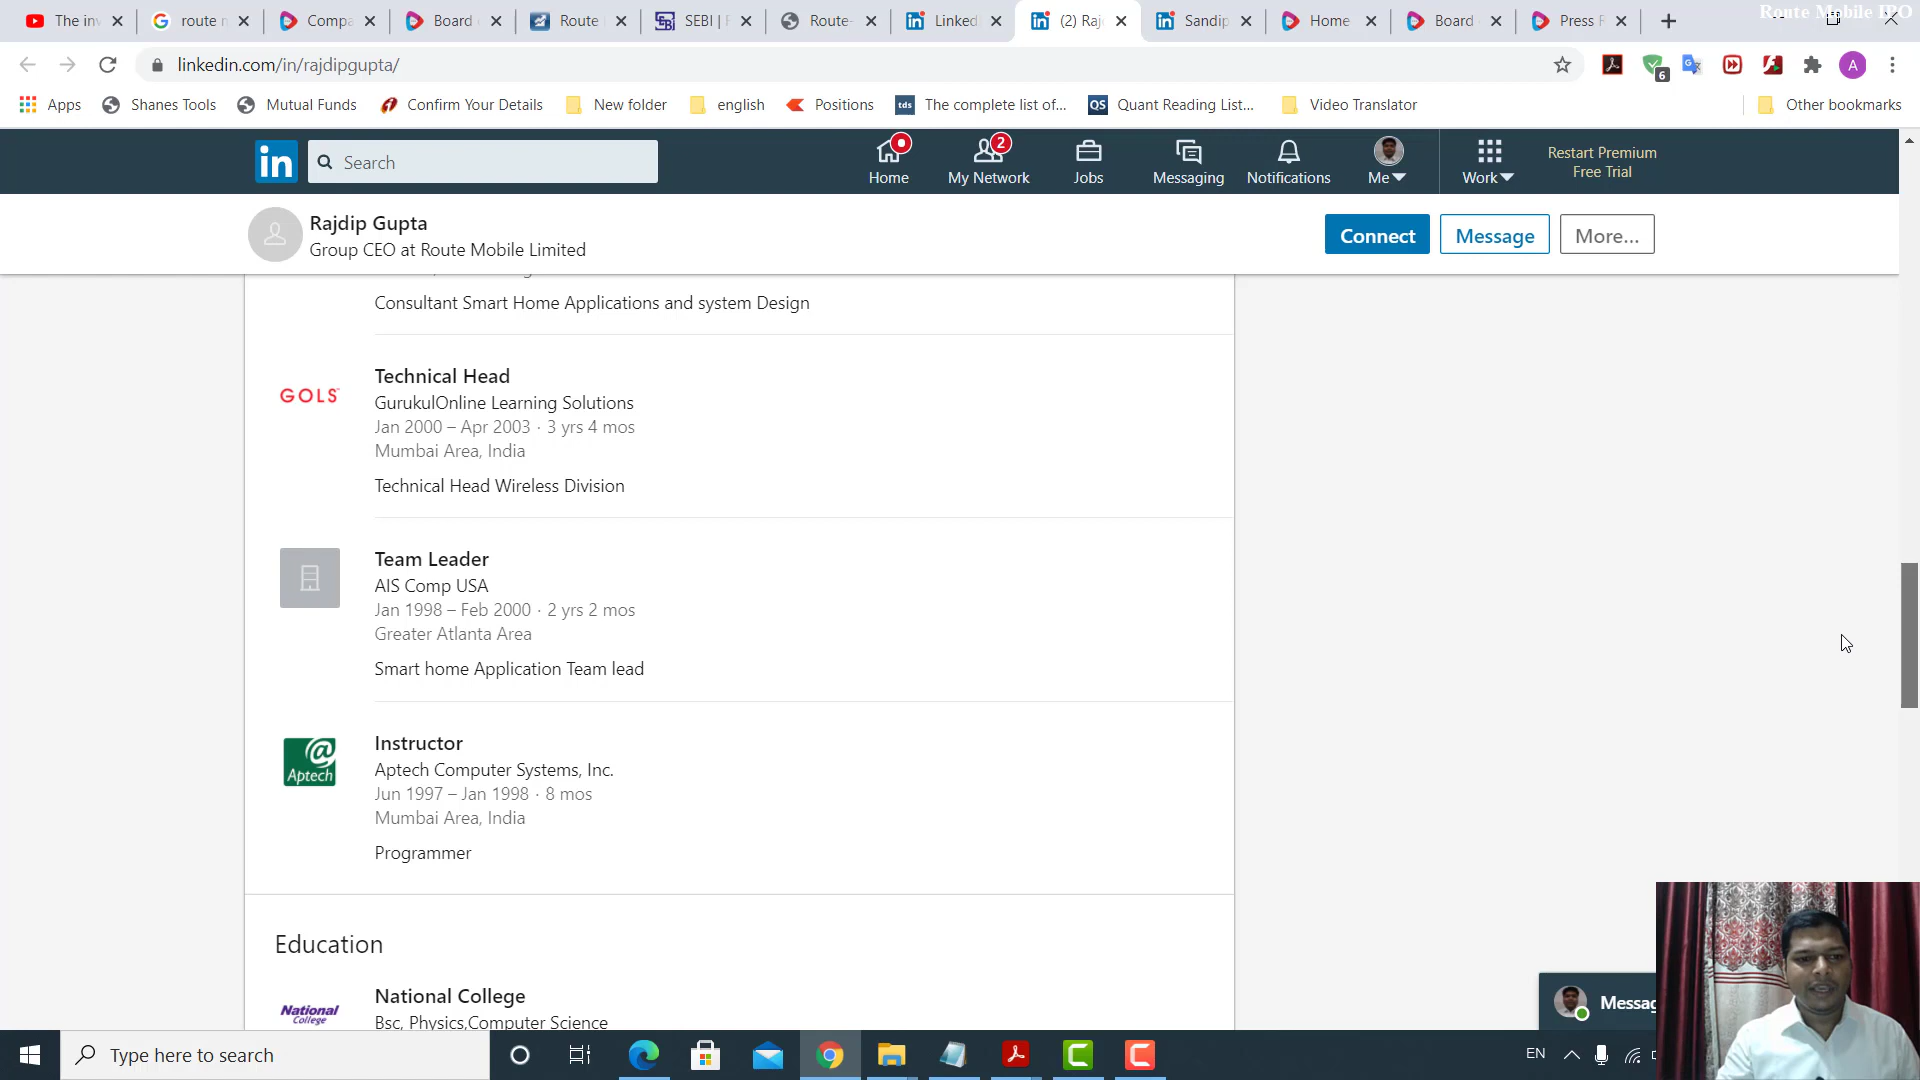 Route Mobile IPO
The inv
route n
Compa
Board
Route
SEBI | F
Route-
Linked
(2) Raj
Sandip
Home
Board
Press R
linkedin.com/in/rajdipgupta/
6
A
Apps
Shanes Tools
Mutual Funds
Confirm Your Details
New folder
english
Positions
tds
The complete list of...
QS
Quant Reading List...
Video Translator
Other bookmarks
in
Search
Home
2
My Network
Jobs
Messaging
Notifications
Me
Work
Restart Premium
Free Trial
Rajdip Gupta
Group CEO at Route Mobile Limited
Connect
Message
More...
Consultant Smart Home Applications and system Design
GOLS
Technical Head
GurukulOnline Learning Solutions
Jan 2000 – Apr 2003 · 3 yrs 4 mos
Mumbai Area, India
Technical Head Wireless Division
Team Leader
AIS Comp USA
Jan 1998 – Feb 2000 · 2 yrs 2 mos
Greater Atlanta Area
Smart home Application Team lead
@
Aptech
Instructor
Aptech Computer Systems, Inc.
Jun 1997 – Jan 1998 · 8 mos
Mumbai Area, India
Programmer
Education
National
College
National College
Bsc, Physics,Computer Science
Messag
Type here to search
EN